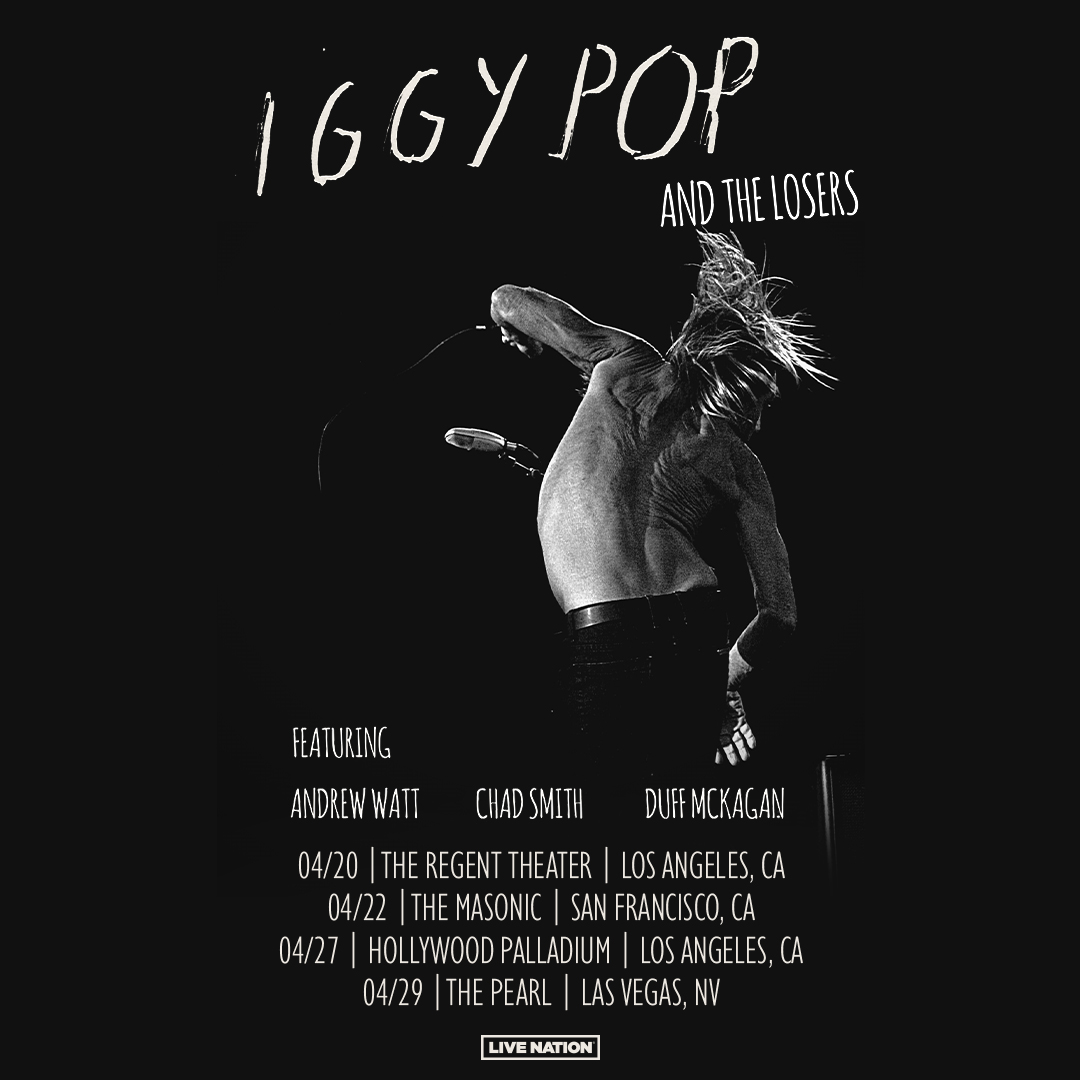 IGGY POP
AND THE LOSERS
FEATURING
ANDREW WATT CHAD SMITH DUFF MCKAGAN
04/20 | THE REGENT THEATER | LOS ANGELES, CA
04/22 | THE MASONIC | SAN FRANCISCO, CA
04/27 | HOLLYWOOD PALLADIUM | LOS ANGELES, CA
04/29 | THE PEARL | LAS VEGAS, NV
LIVE NATION